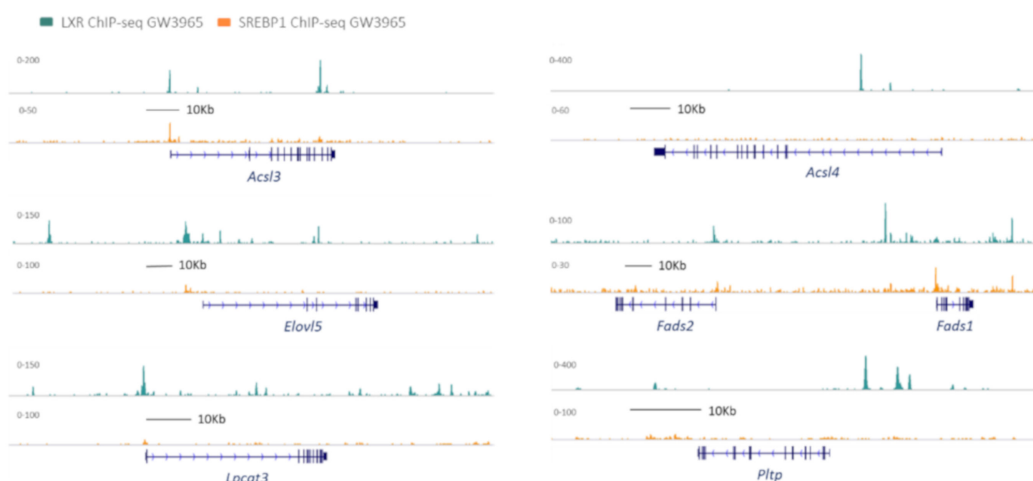 LXR ChIP-seq GW3965 SREBP1 ChIP-seq GW3965
0-200
10Kb
0-50
Acsl3
0-400
10Kb
0-60
Acsl4
0-150
10Kb
0-100
Elovl5
0-100
10Kb
0-30
Fads2 Fads1
0-150
10Kb
0-100
Lpcat3
0-400
10Kb
0-100
Pltp